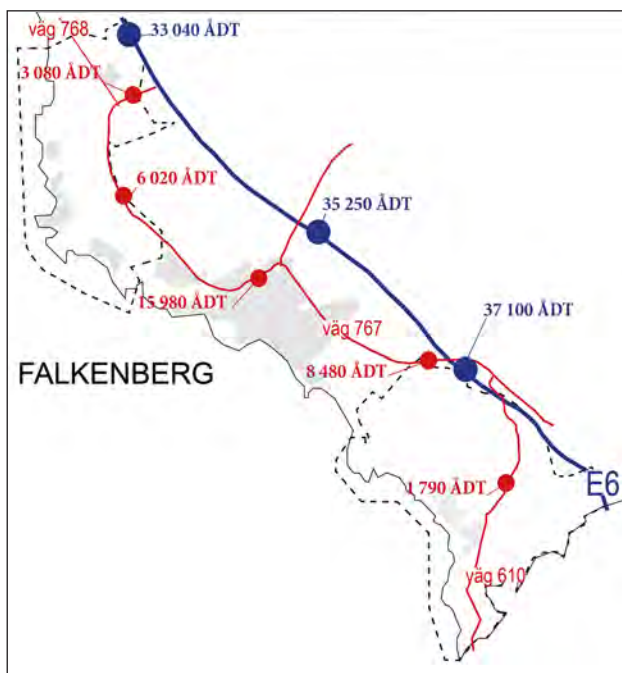 väg 768
33 040 ÅDT
3 080 ÅDT
6 020 ÅDT
35 250 ÅDT
15 980 ÅDT
väg 767
37 100 ÅDT
8 480 ÅDT
FALKENBERG
E6
1 790 ÅDT
väg 610